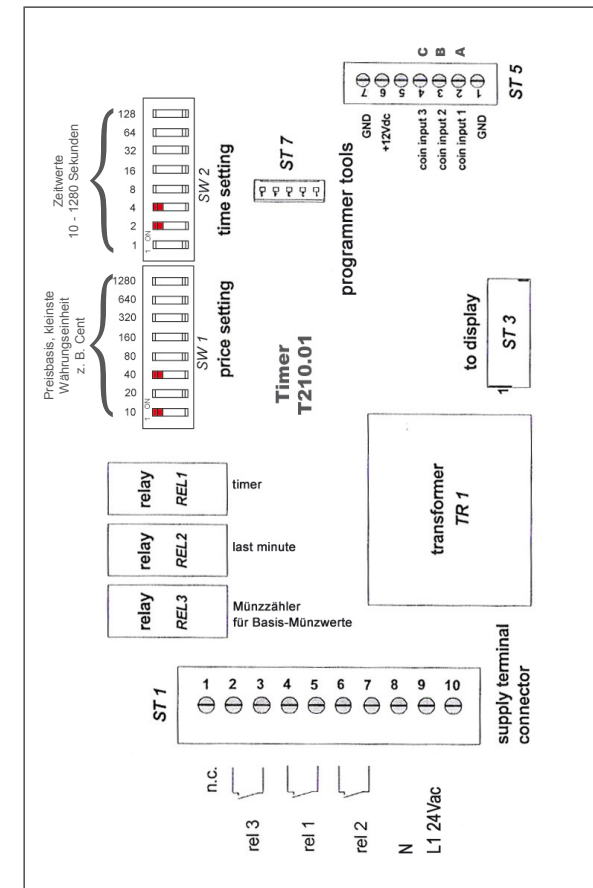 Zeitwerte
10 - 1280 Sekunden
128
64
32
16
8
4
2
1
1 ON
SW 2
time setting
Preisbasis, kleinste
Währungseinheit
z. B. Cent
1280
640
320
160
80
40
20
10
1 ON
SW 1
price setting
ST 7
5 4 3 2 1
programmer tools
C B A
7 6 5 4 3 2 1
ST 5
GND
+12Vdc
coin input 3
coin input 2
coin input 1
GND
Timer
T210.01
to display
ST 3
1
relay
REL1
timer
relay
REL2
last minute
relay
REL3
Münzzähler
für Basis-Münzwerte
transformer
TR 1
ST 1
1 2 3 4 5 6 7 8 9 10
supply terminal
connector
n.c.
rel 3
rel 1
rel 2
N
L1 24Vac